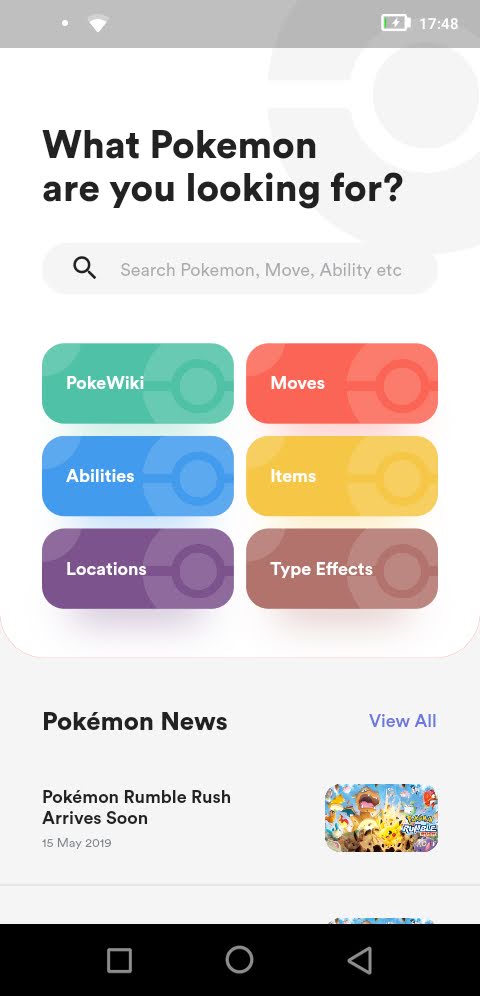 17:48
What Pokemon
are you looking for?
Search Pokemon, Move, Ability etc
PokeWiki
Moves
Abilities
Items
Locations
Type Effects
Pokémon News
View All
Pokémon Rumble Rush
Arrives Soon
15 May 2019
POKÉMON
RUMBLE